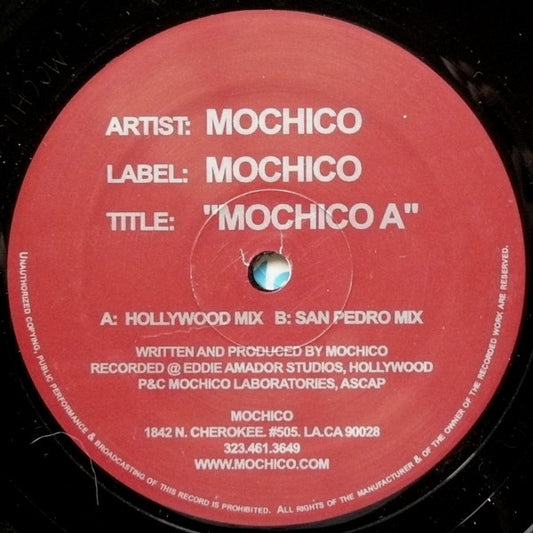 ARTIST: MOCHICO
LABEL: MOCHICO
TITLE: "MOCHICO A"
A: HOLLYWOOD MIX B: SAN PEDRO MIX
WRITTEN AND PRODUCED BY MOCHICO
RECORDED @ EDDIE AMADOR STUDIOS, HOLLYWOOD
P&C MOCHICO LABORATORIES, ASCAP
MOCHICO
1842 N. CHEROKEE. #505. LA.CA 90028
323.461.3649
WWW.MOCHICO.COM
UNAUTHORIZED COPYING, PUBLIC PERFORMANCE & BROADCASTING OF THIS RECORD IS PROHIBITED. ALL RIGHTS OF THE MANUFACTURER & OF THE OWNER OF THE RECORDED WORK ARE RESERVED.